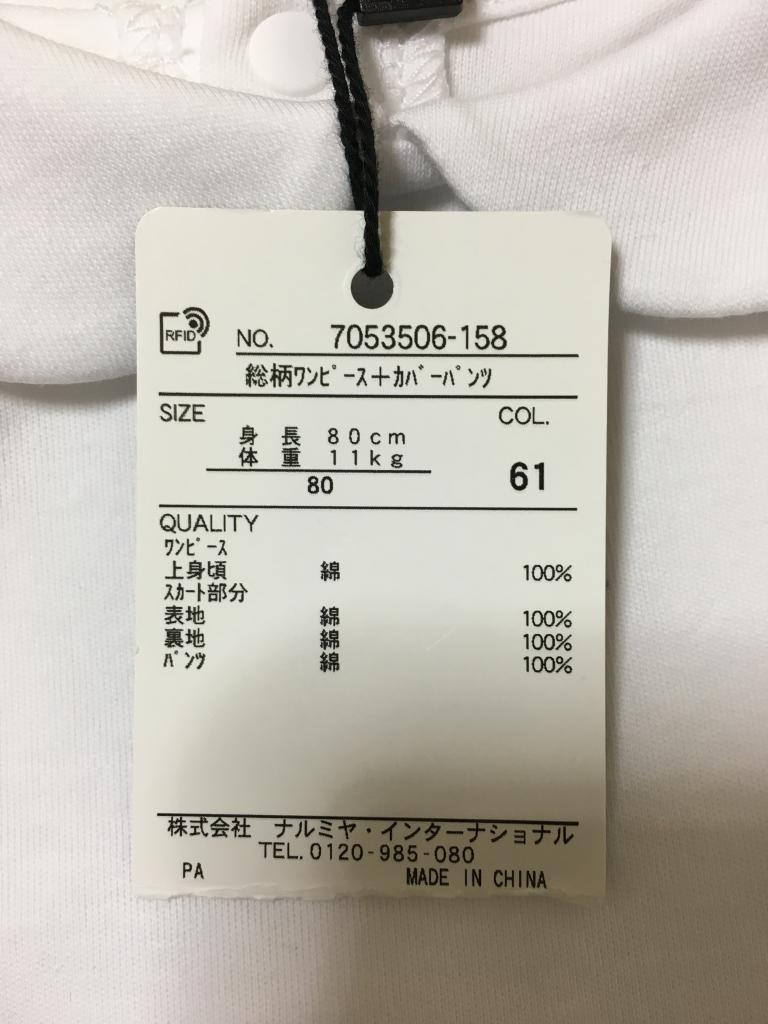 RFID
NO. 7053506-158
総柄ﾜﾝﾋﾟｰｽ＋ｶﾊﾞｰﾊﾟﾝﾂ
SIZE COL.
身 長 ８０ｃｍ
体 重 １１ｋｇ
80 61
QUALITY
ﾜﾝﾋﾟｰｽ
上身頃 綿 100%
ｽｶｰﾄ部分
表地 綿 100%
裏地 綿 100%
ﾊﾟﾝﾂ 綿 100%
株式会社 ナルミヤ・インターナショナル
TEL.0120-985-080
PA MADE IN CHINA